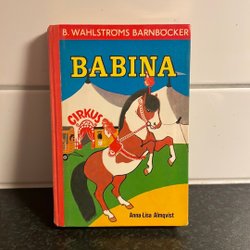 B. WAHLSTRÖMS BARNBÖCKER
BABINA
CIRKUS
Anna Lisa Almqvist